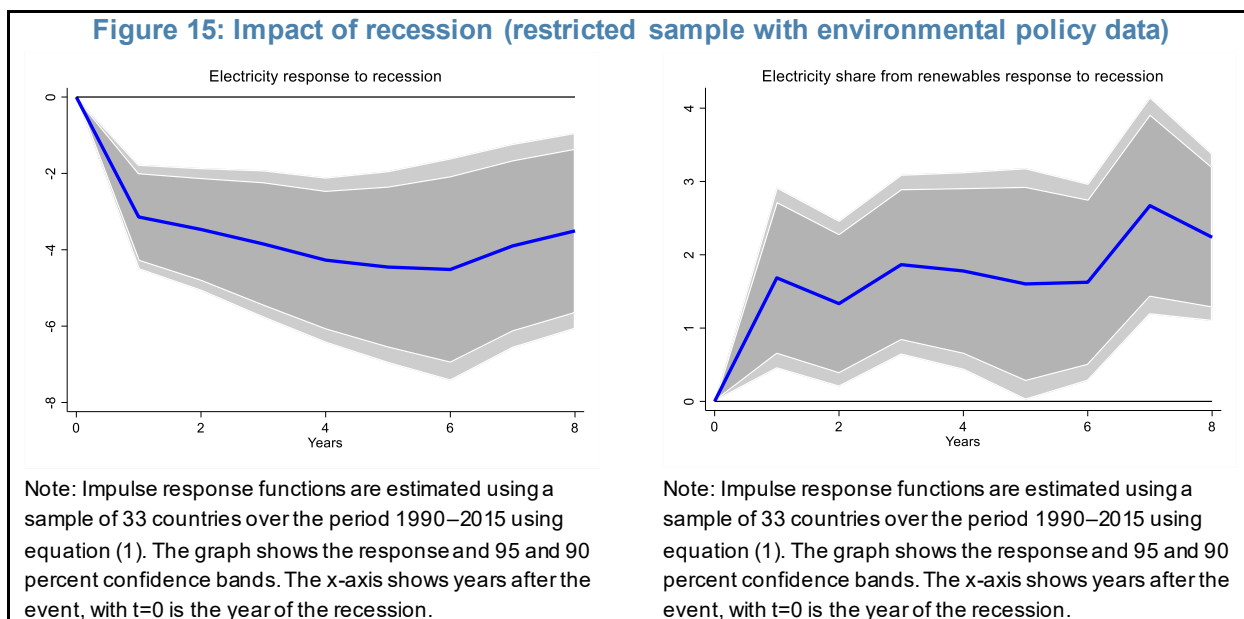 Figure 15: Impact of recession (restricted sample with environmental policy data)
Electricity response to recession
0
-2
-4
-6
-8
0 2 4 6 8
Years
Note: Impulse response functions are estimated using a
sample of 33 countries over the period 1990–2015 using
equation (1). The graph shows the response and 95 and 90
percent confidence bands. The x-axis shows years after the
event, with t=0 is the year of the recession.
Electricity share from renewables response to recession
4
3
2
1
0
0 2 4 6 8
Years
Note: Impulse response functions are estimated using a
sample of 33 countries over the period 1990–2015 using
equation (1). The graph shows the response and 95 and 90
percent confidence bands. The x-axis shows years after the
event, with t=0 is the year of the recession.